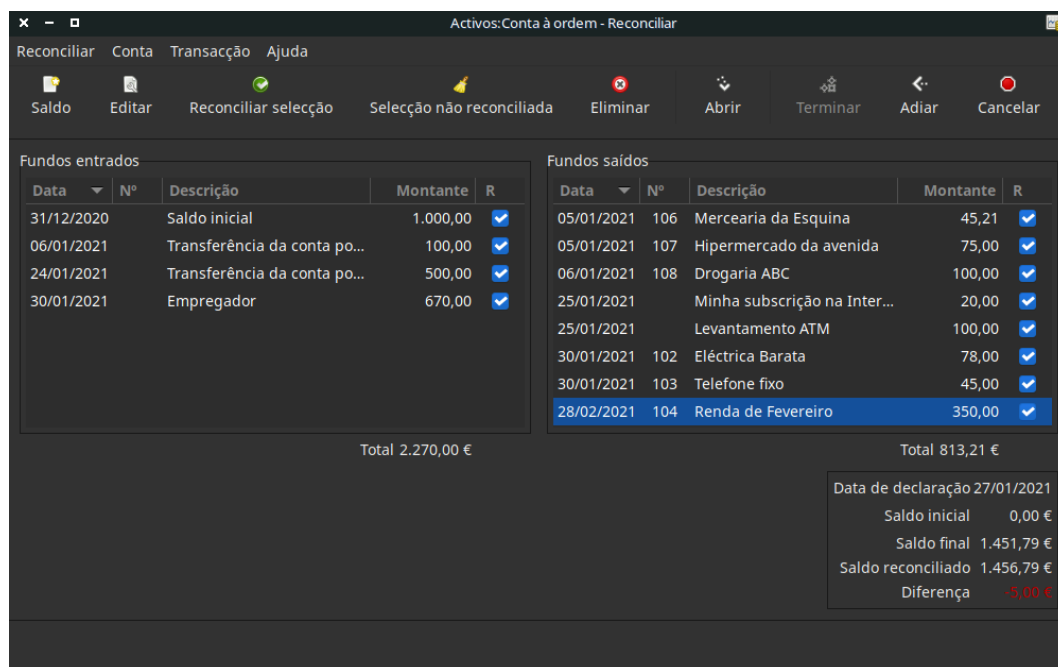 Activos:Conta à ordem - Reconciliar
Reconciliar Conta Transacção Ajuda
Saldo Editar Reconciliar selecção Selecção não reconciliada Eliminar Abrir Terminar Adiar Cancelar
Fundos entrados
Data Nº Descrição Montante R
31/12/2020 Saldo inicial 1.000,00
06/01/2021 Transferência da conta po... 100,00
24/01/2021 Transferência da conta po... 500,00
30/01/2021 Empregador 670,00
Total 2.270,00 €
Fundos saídos
Data Nº Descrição Montante R
05/01/2021 106 Mercearia da Esquina 45,21
05/01/2021 107 Hipermercado da avenida 75,00
06/01/2021 108 Drogaria ABC 100,00
25/01/2021 Minha subscrição na Inter... 20,00
25/01/2021 Levantamento ATM 100,00
30/01/2021 102 Eléctrica Barata 78,00
30/01/2021 103 Telefone fixo 45,00
28/02/2021 104 Renda de Fevereiro 350,00
Total 813,21 €
Data de declaração 27/01/2021
Saldo inicial 0,00 €
Saldo final 1.451,79 €
Saldo reconciliado 1.456,79 €
Diferença -5,00 €